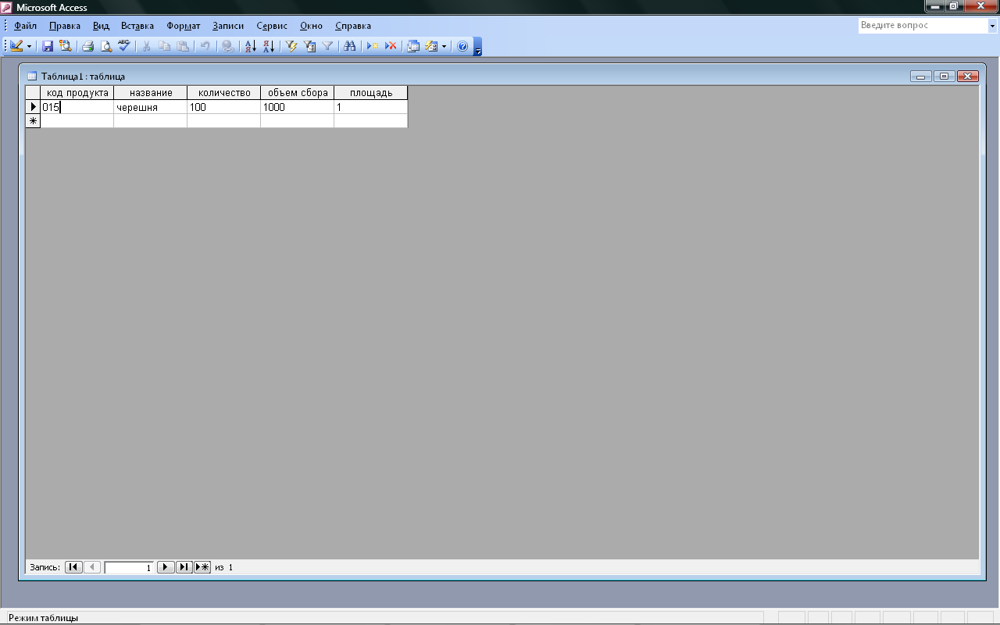 Microsoft Access
Файл Правка Вид Вставка Формат Записи Сервис Окно Справка
Введите вопрос
Таблица1 : таблица
код продукта название количество объем сбора площадь
015 черешня 100 1000 1
Запись: 1 из 1
Режим таблицы